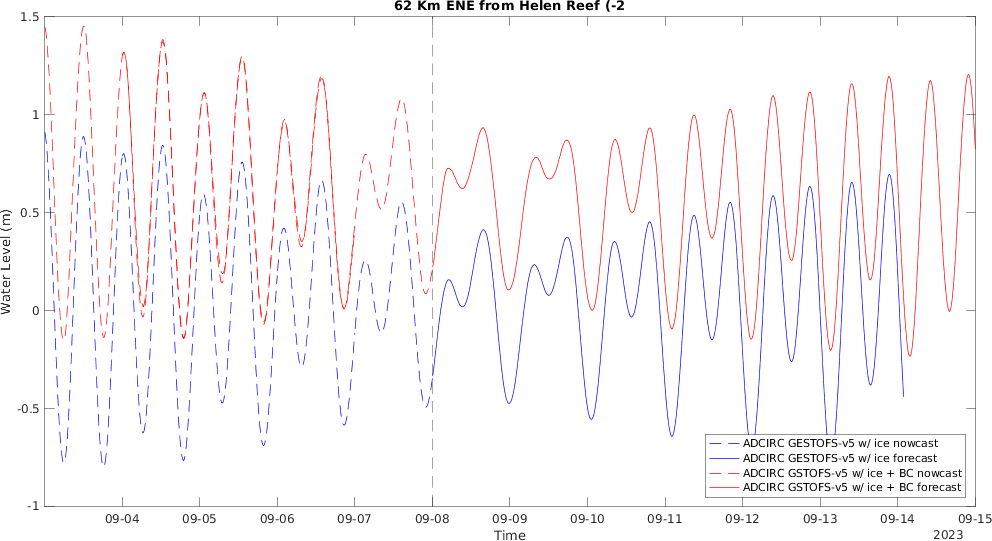 62 Km ENE from Helen Reef (-2
Water Level (m)
1.5
1
0.5
0
-0.5
-1
09-04 09-05 09-06 09-07 09-08 09-09 09-10 09-11 09-12 09-13 09-14 09-15
Time
2023
ADCIRC GESTOFS-v5 w/ ice nowcast
ADCIRC GESTOFS-v5 w/ ice forecast
ADCIRC GSTOFS-v5 w/ ice + BC nowcast
ADCIRC GSTOFS-v5 w/ ice + BC forecast